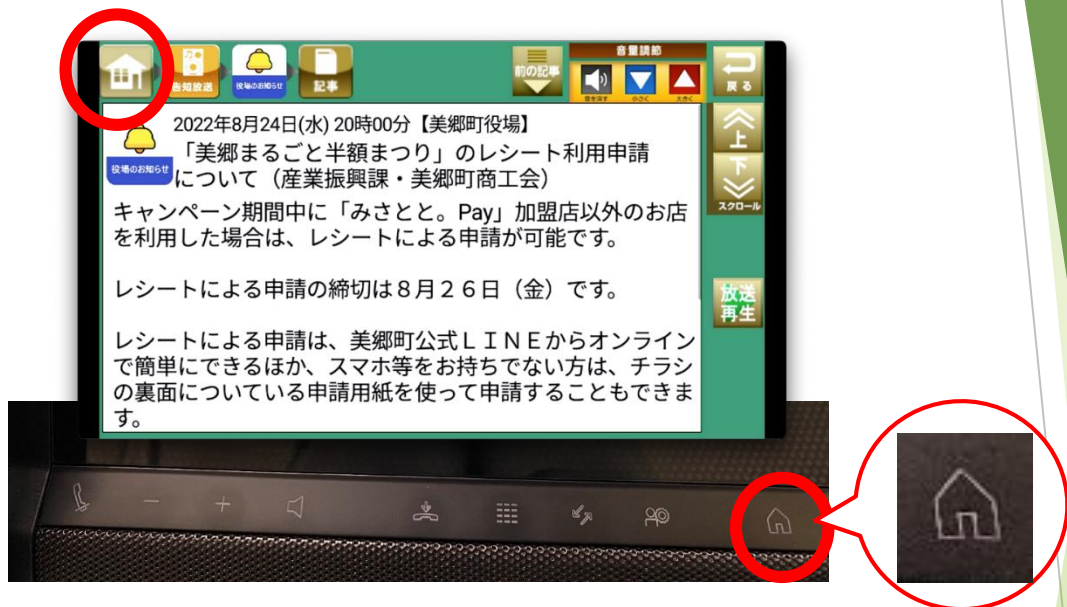 告知放送
役場のお知らせ
記事
前の記事
音量調節
音を消す
小さく
大きく
戻る
上
下
スクロール
放送
再生
役場のお知らせ
2022年8月24日(水) 20時00分【美郷町役場】
「美郷まるごと半額まつり」のレシート利用申請
について（産業振興課・美郷町商工会）
キャンペーン期間中に「みさとと。Pay」加盟店以外のお店
を利用した場合は、レシートによる申請が可能です。
レシートによる申請の締切は８月２６日（金）です。
レシートによる申請は、美郷町公式ＬＩＮＥからオンライン
で簡単にできるほか、スマホ等をお持ちでない方は、チラシ
の裏面についている申請用紙を使って申請することもできま
す。